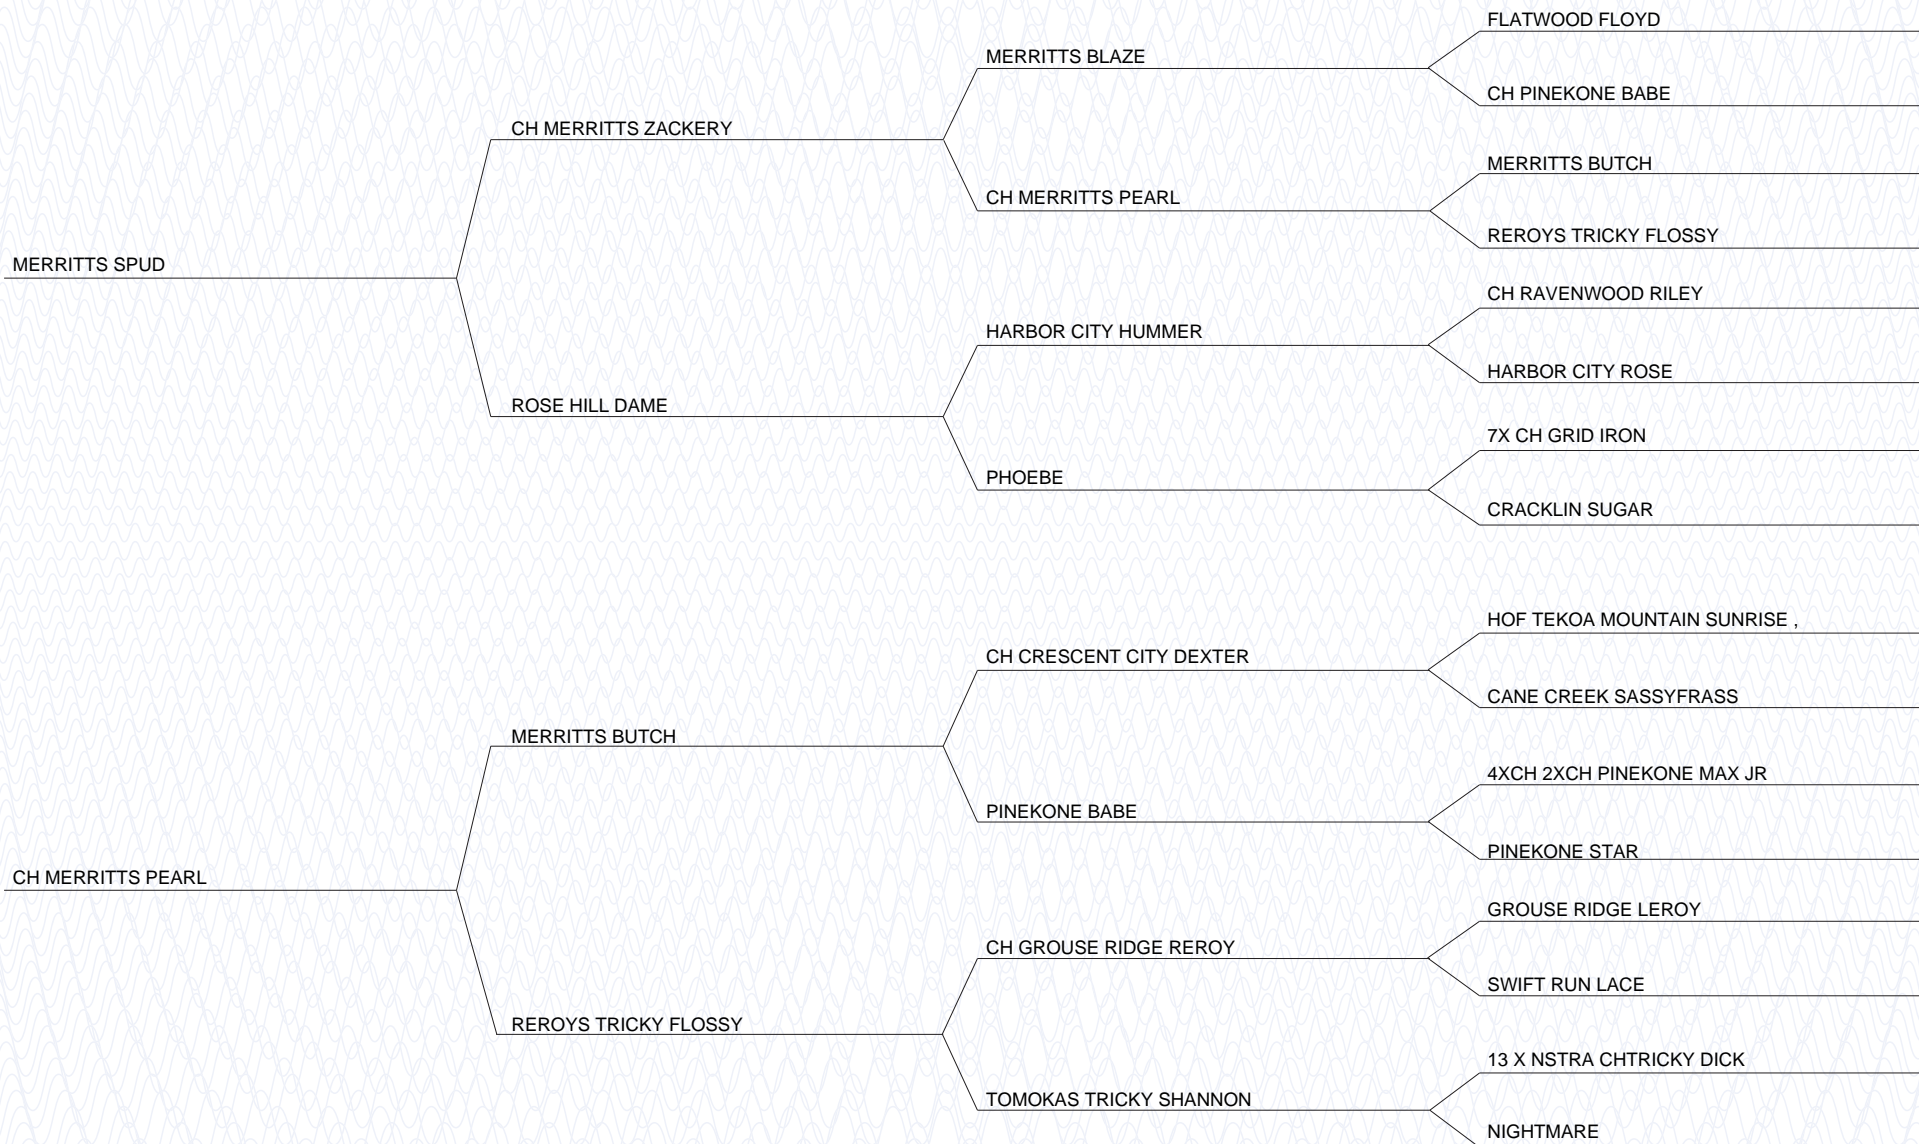 FLATWOOD FLOYD
MERRITTS BLAZE
CH PINEKONE BABE
CH MERRITTS ZACKERY
MERRITTS BUTCH
CH MERRITTS PEARL
REROYS TRICKY FLOSSY
MERRITTS SPUD
CH RAVENWOOD RILEY
HARBOR CITY HUMMER
HARBOR CITY ROSE
ROSE HILL DAME
7X CH GRID IRON
PHOEBE
CRACKLIN SUGAR
HOF TEKOA MOUNTAIN SUNRISE ,
CH CRESCENT CITY DEXTER
CANE CREEK SASSYFRASS
MERRITTS BUTCH
4XCH 2XCH PINEKONE MAX JR
PINEKONE BABE
PINEKONE STAR
CH MERRITTS PEARL
GROUSE RIDGE LEROY
CH GROUSE RIDGE REROY
SWIFT RUN LACE
REROYS TRICKY FLOSSY
13 X NSTRA CHTRICKY DICK
TOMOKAS TRICKY SHANNON
NIGHTMARE